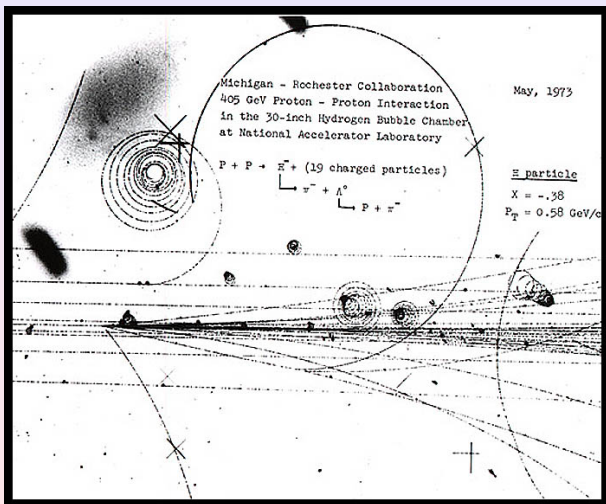 Michigan - Rochester Collaboration
405 GeV Proton - Proton Interaction
in the 30-inch Hydrogen Bubble Chamber
at National Accelerator Laboratory
May, 1973
P + P → Ξ⁻+ (19 charged particles)
π⁻ + Λ°
P + π⁻
Ξ particle
X = -.38
P_T = 0.58 GeV/c